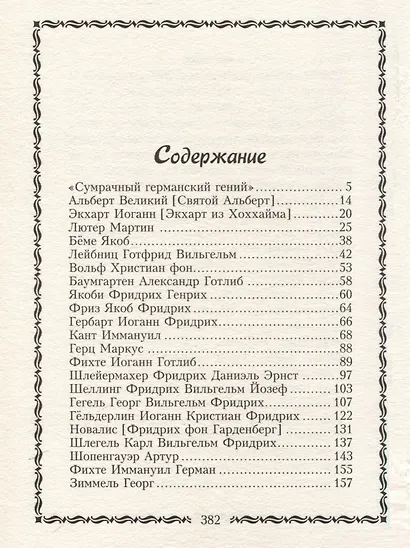 Содержание
«Сумрачный германский гений» 5
Альберт Великий [Святой Альберт] 14
Экхарт Иоганн [Экхарт из Хоххайма] 20
Лютер Мартин 25
Бёме Якоб 38
Лейбниц Готфрид Вильгельм 42
Вольф Христиан фон 53
Баумгартен Александр Готлиб 58
Якоби Фридрих Генрих 60
Фриз Якоб Фридрих 64
Гербарт Иоганн Фридрих 66
Кант Иммануил 68
Герц Маркус 88
Фихте Иоганн Готлиб 89
Шлейермахер Фридрих Даниэль Эрнст 97
Шеллинг Фридрих Вильгельм Йозеф 103
Гегель Георг Вильгельм Фридрих 107
Гёльдерлин Иоганн Кристиан Фридрих 122
Новалис [Фридрих фон Гарденберг] 131
Шлегель Карл Вильгельм Фридрих 137
Шопенгауэр Артур 143
Фихте Иммануил Герман 155
Зиммель Георг 157
382